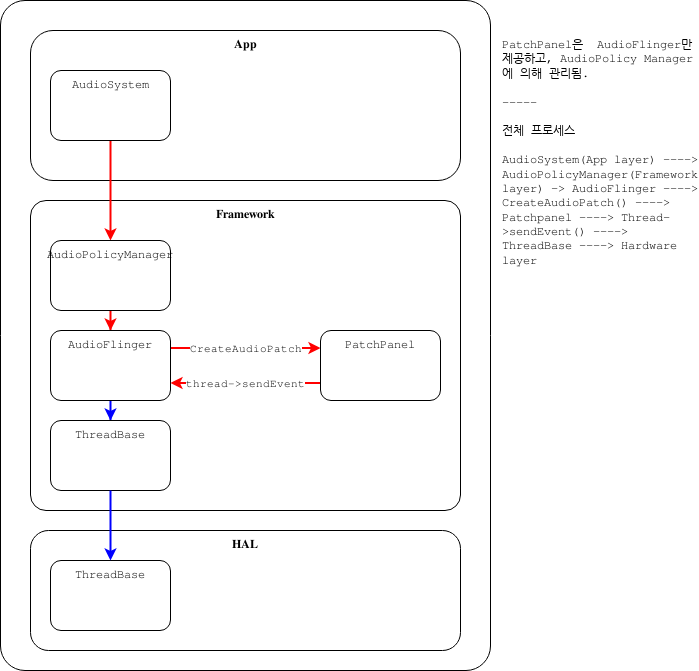 App
AudioSystem
Framework
AudioPolicyManager
AudioFlinger
CreateAudioPatch
PatchPanel
thread->sendEvent
ThreadBase
HAL
ThreadBase
PatchPanel은 AudioFlinger만
제공하고, AudioPolicy Manager
에 의해 관리됨.
-----
전체 프로세스
AudioSystem(App layer) ---->
AudioPolicyManager(Framework
layer) -> AudioFlinger ---->
CreateAudioPatch() ---->
Patchpanel ----> Thread-
>sendEvent() ---->
ThreadBase ----> Hardware
layer